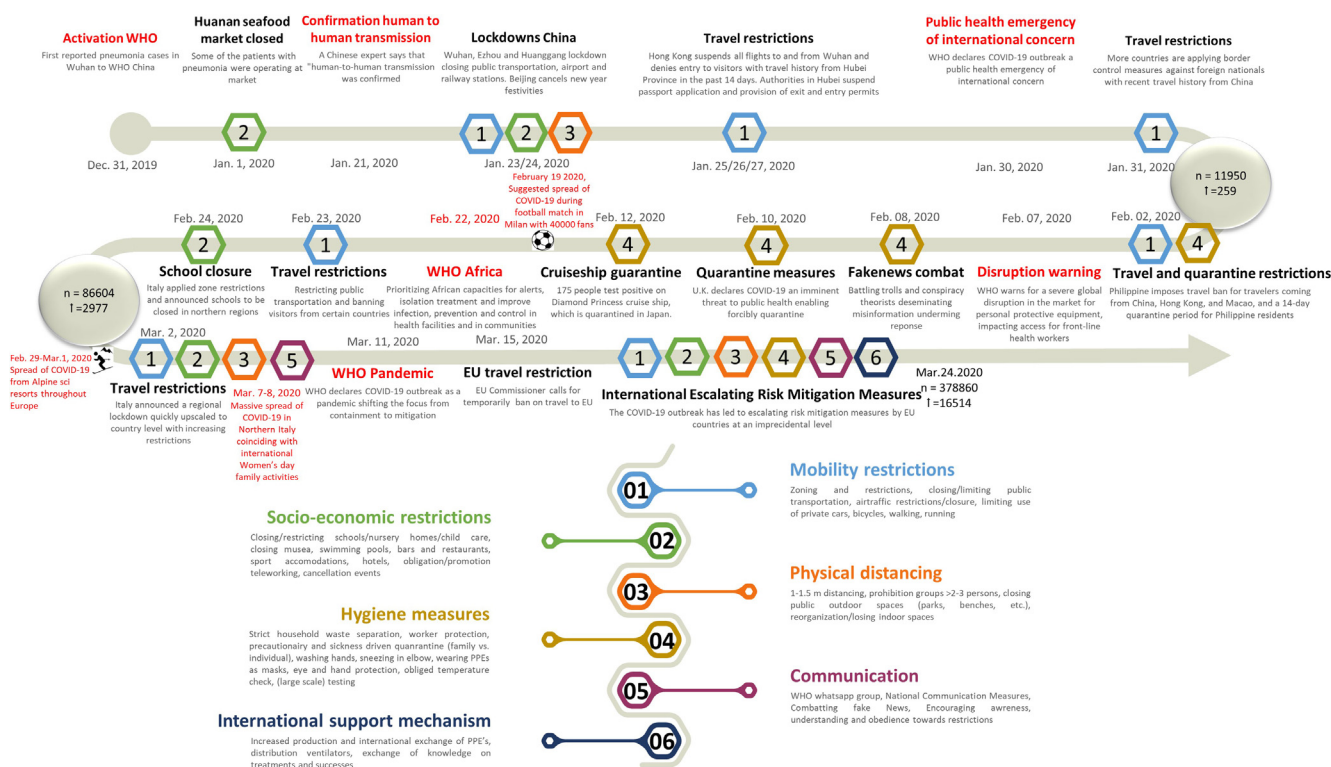 Activation WHO
First reported pneumonia cases in
Wuhan to WHO China
Dec. 31, 2019
Huanan seafood
market closed
Some of the patients with
pneumonia were operating at
market
2
Jan. 1, 2020
Confirmation human to
human transmission
A Chinese expert says that
"human-to-human transmission
was confirmed
Jan. 21, 2020
Lockdowns China
Wuhan, Ezhou and Huanggang lockdown
closing public transportation, airport and
railway stations. Beijing cancels new year
festivities
1
2
3
Jan. 23/24, 2020
Travel restrictions
Hong Kong suspends all flights to and from Wuhan and
denies entry to visitors with travel history from Hubei
Province in the past 14 days. Authorities in Hubei suspend
passport application and provision of exit and entry permits
1
Jan. 25/26/27, 2020
Public health emergency
of international concern
WHO declares COVID-19 outbreak a
public health emergency of
international concern
Jan. 30, 2020
Travel restrictions
More countries are applying border
control measures against foreign nationals
with recent travel history from China
1
Jan. 31, 2020
n = 11950
†=259
Feb. 02, 2020
1
4
Travel and quarantine restrictions
Philippine imposes travel ban for travelers coming
from China, Hong Kong, and Macao, and a 14-day
quarantine period for Philippine residents
Feb. 07, 2020
Disruption warning
WHO warns for a severe global
disruption in the market for
personal protective equipment,
impacting access for front-line
health workers
Feb. 08, 2020
4
Fakenews combat
Battling trolls and conspiracy
theorists deseminating
misinformation underming
reponse
Feb. 10, 2020
4
Quarantine measures
U.K. declares COVID-19 an imminent
threat to public health enabling
forcibly quarantine
Feb. 12, 2020
4
Cruiseship guarantine
175 people test positive on
Diamond Princess cruise ship,
which is quarantined in Japan.
February 19 2020,
Suggested spread of
COVID-19 during
football match in
Milan with 40000 fans
Feb. 22, 2020
WHO Africa
Prioritizing African capacities for alerts,
isolation treatment and improve
infection, prevention and control in
health facilities and in communities
Feb. 23, 2020
1
Travel restrictions
Restricting public
transportation and banning
visitors from certain countries
Feb. 24, 2020
2
School closure
Italy applied zone restrictions
and announced schools to be
closed in northern regions
n = 86604
†=2977
Feb. 29-Mar.1, 2020
Spread of COVID-19
from Alpine sci
resorts throughout
Europe
Mar. 2, 2020
1
2
3
5
Travel restrictions
Italy announced a regional
lockdown quickly upscaled to
country level with increasing
restrictions
Mar. 7-8, 2020
Massive spread of
COVID-19 in
Northern Italy
coinciding with
international
Women's day
family activities
Mar. 11, 2020
WHO Pandemic
WHO declares COVID-19 outbreak as a
pandemic shifting the focus from
containment to mitigation
Mar. 15, 2020
EU travel restriction
EU Commissioner calls for
temporarily ban on travel to EU
1
2
3
4
5
6
International Escalating Risk Mitigation Measures
The COVID-19 outbreak has led to escalating risk mitigation measures by EU
countries at an imprecidental level
Mar.24.2020
n = 378860
†=16514
01
Mobility restrictions
Zoning and restrictions, closing/limiting public
transportation, airtraffic restrictions/closure, limiting use
of private cars, bicycles, walking, running
Socio-economic restrictions
Closing/restricting schools/nursery homes/child care,
closing musea, swimming pools, bars and restaurants,
sport accomodations, hotels, obligation/promotion
teleworking, cancellation events
02
03
Physical distancing
1-1.5 m distancing, prohibition groups >2-3 persons, closing
public outdoor spaces (parks, benches, etc.),
reorganization/losing indoor spaces
Hygiene measures
Strict household waste separation, worker protection,
precautionairy and sickness driven quanrantine (family vs.
individual), washing hands, sneezing in elbow, wearing PPEs
as masks, eye and hand protection, obliged temperature
check, (large scale) testing
04
05
Communication
WHO whatsapp group, National Communication Measures,
Combatting fake News, Encouraging awreness,
understanding and obedience towards restrictions
International support mechanism
Increased production and international exchange of PPE's,
distribution ventilators, exchange of knowledge on
treatments and successes
06